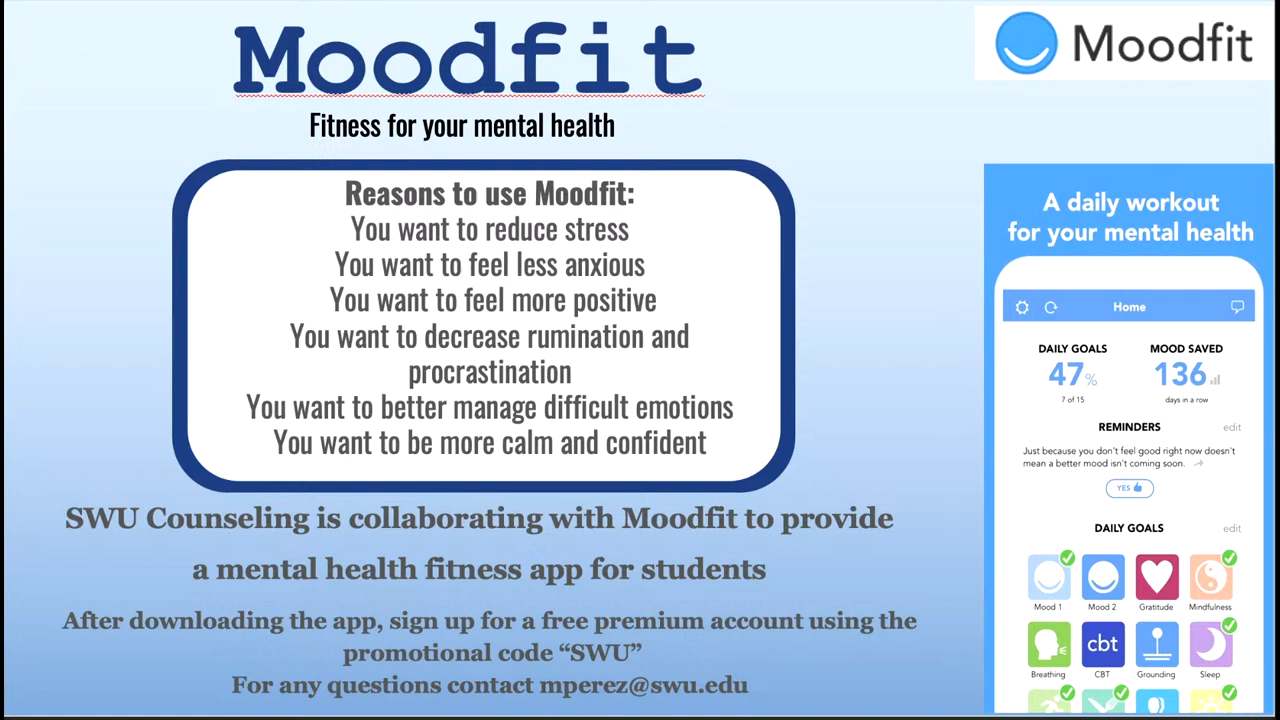 Moodfit
Fitness for your mental health
Reasons to use Moodfit:
You want to reduce stress
You want to feel less anxious
You want to feel more positive
You want to decrease rumination and
procrastination
You want to better manage difficult emotions
You want to be more calm and confident
SWU Counseling is collaborating with Moodfit to provide
a mental health fitness app for students
After downloading the app, sign up for a free premium account using the
promotional code “SWU”
For any questions contact mperez@swu.edu
Moodfit
A daily workout
for your mental health
Home
DAILY GOALS MOOD SAVED
47% 136
7 of 15 days in a row
REMINDERS edit
Just because you don't feel good right now doesn't
mean a better mood isn't coming soon.
YES
DAILY GOALS edit
Mood 1 Mood 2 Gratitude Mindfulness
cbt
Breathing CBT Grounding Sleep